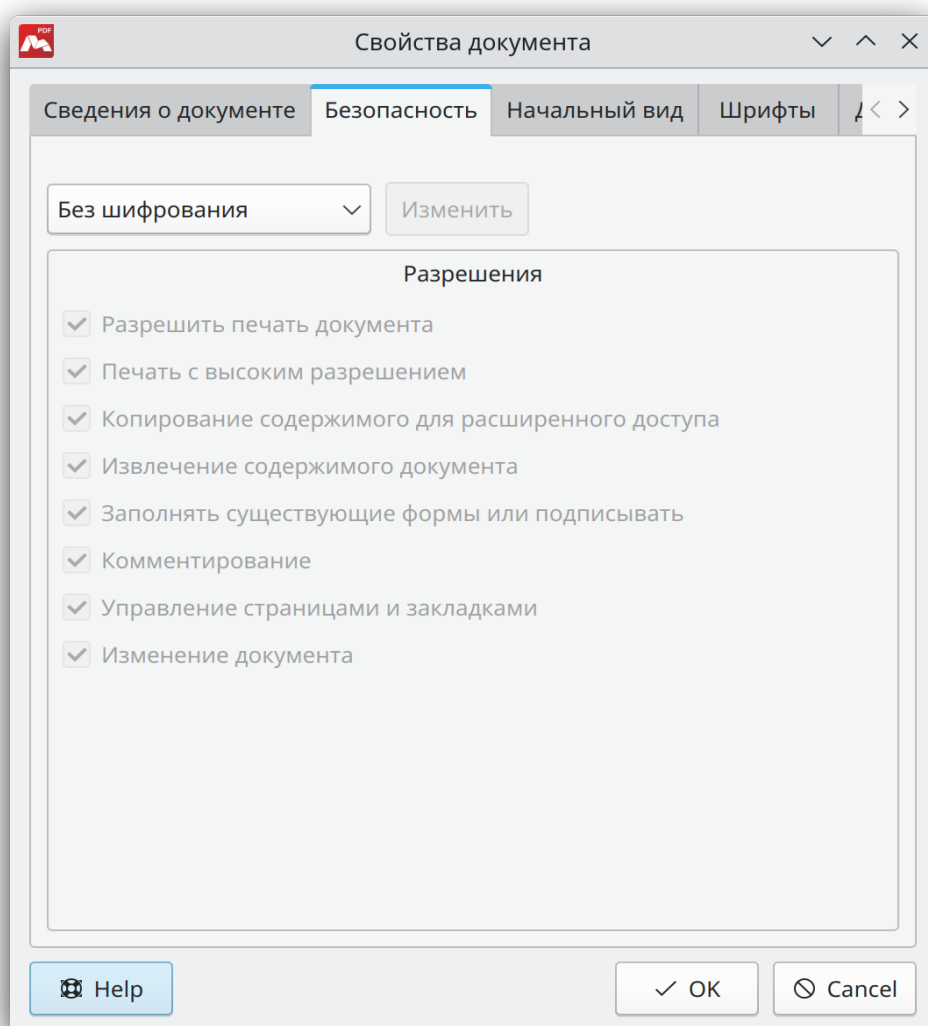 PDF
Свойства документа
Сведения о документе Безопасность Начальный вид Шрифты
Без шифрования Изменить
Разрешения
Разрешить печать документа
Печать с высоким разрешением
Копирование содержимого для расширенного доступа
Извлечение содержимого документа
Заполнять существующие формы или подписывать
Комментирование
Управление страницами и закладками
Изменение документа
Help OK Cancel